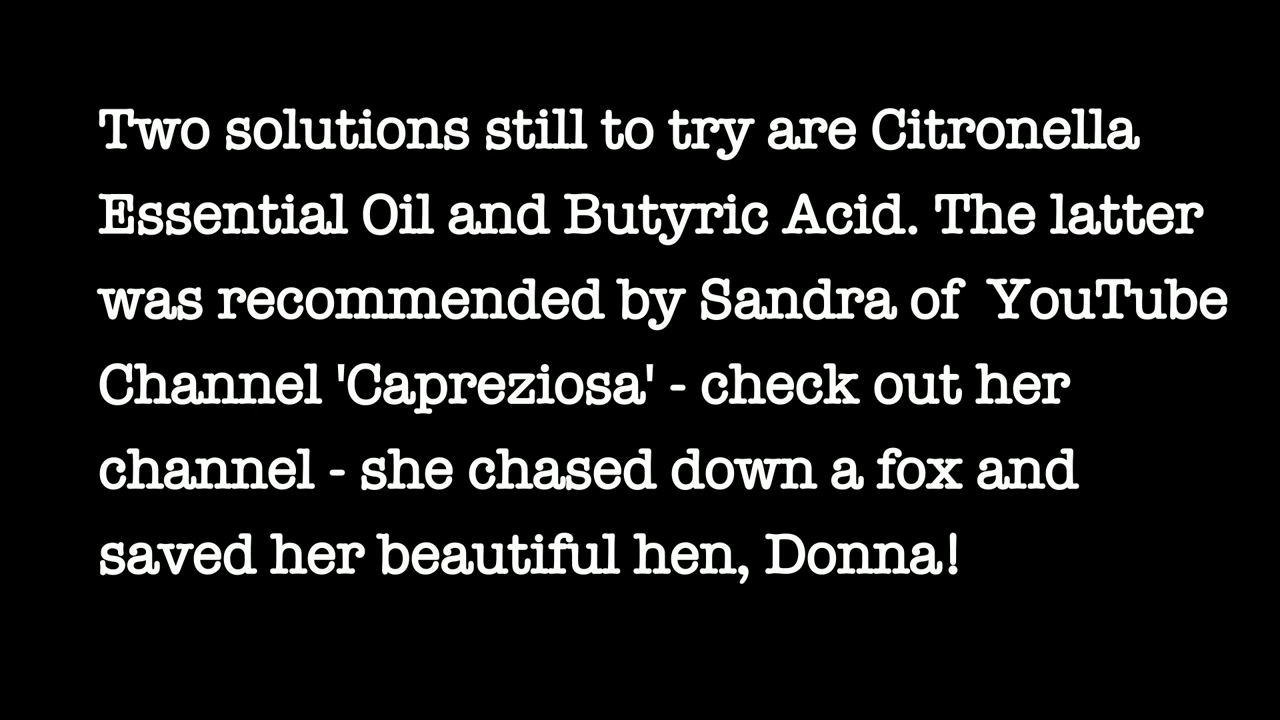 Two solutions still to try are Citronella
Essential Oil and Butyric Acid. The latter
was recommended by Sandra of  YouTube
Channel 'Capreziosa' - check out her
channel - she chased down a fox and
saved her beautiful hen, Donna!